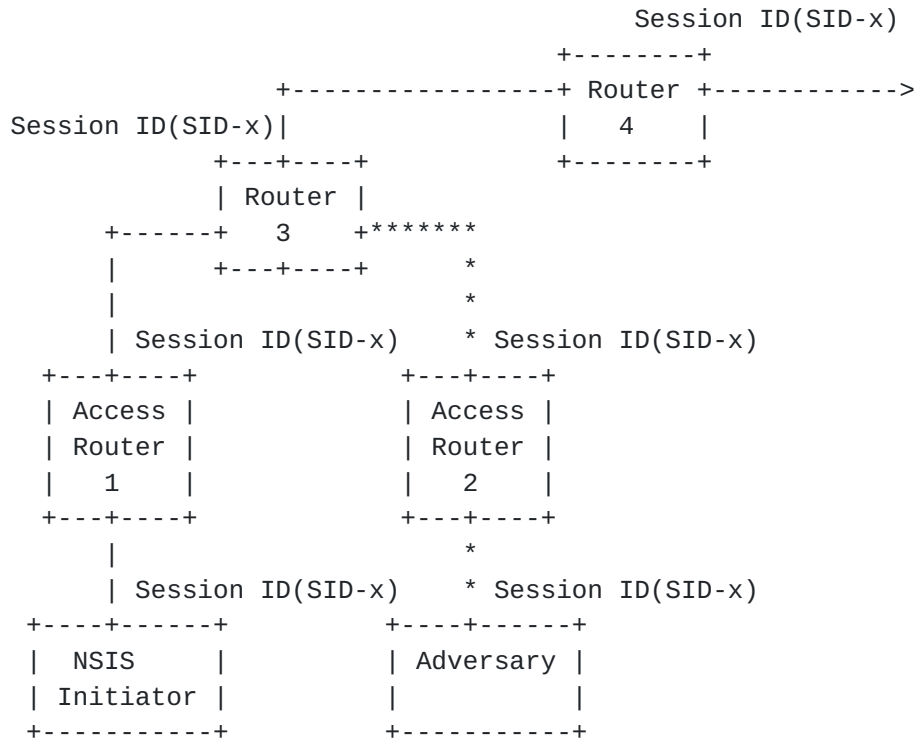 Session ID(SID-x)
                                    +--------+
                  +-----------------+ Router +------------>
Session ID(SID-x)|                  |   4    |
              +---+----+            +--------+
              | Router |
       +------+   3    +*******
       |      +---+----+      *
       |                      *
       | Session ID(SID-x)    * Session ID(SID-x)
   +---+----+             +---+----+
   | Access |             | Access |
   | Router |             | Router |
   |   1    |             |   2    |
   +---+----+             +---+----+
       |                      *
       | Session ID(SID-x)    * Session ID(SID-x)
  +----+------+          +----+------+
  |  NSIS     |          | Adversary |
  | Initiator |          |           |
  +-----------+          +-----------+